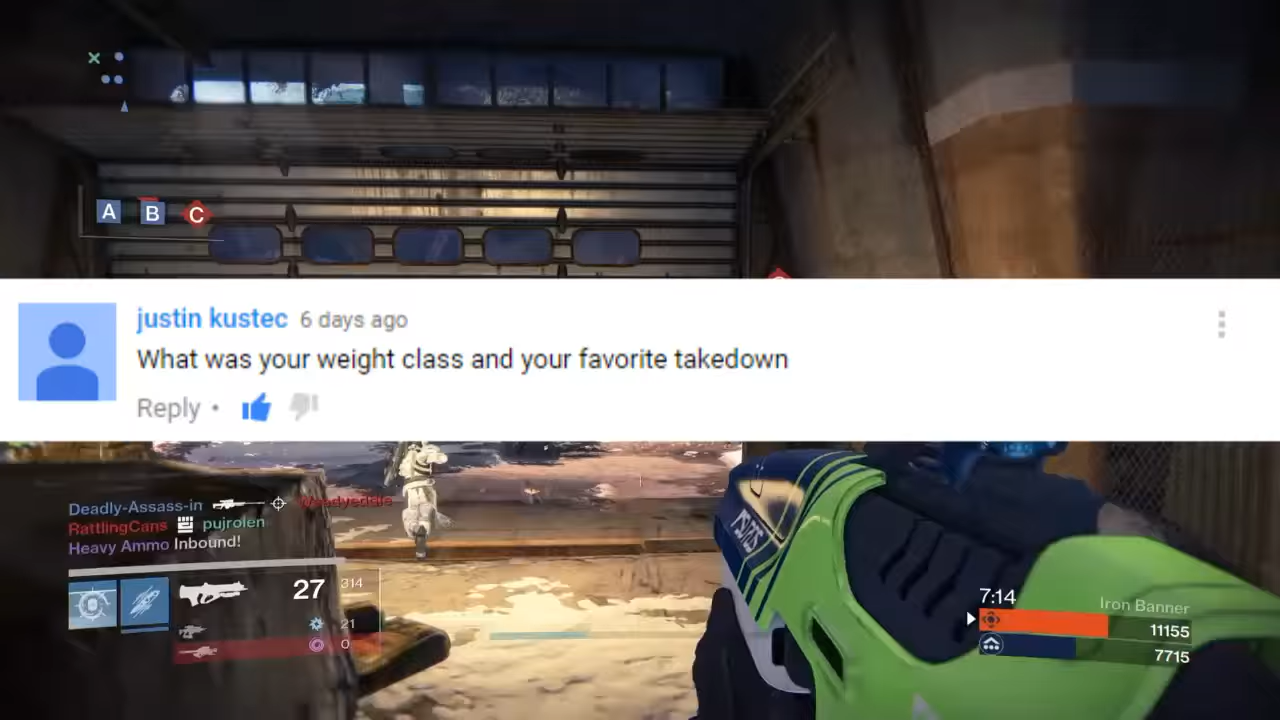 A B C
justin kustec 6 days ago
What was your weight class and your favorite takedown
Reply •
Deadly-Assass-in Weedyeddie
RattlingCans pujrolen
Heavy Ammo Inbound!
27 314
21
0
7:14 Iron Banner
11155
7715